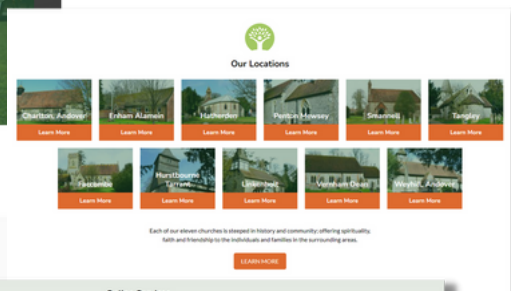 Our Locations
Charlton, Andover
Enham Alamein
Hatherden
Penton Mewsey
Smannell
Tangley
Learn More
Learn More
Learn More
Learn More
Learn More
Learn More
Faccombe
Hurstbourne
Tarrant
Linkenholt
Vernham Dean
Weyhill, Andover
Learn More
Learn More
Learn More
Learn More
Learn More
Each of our eleven churches is steeped in history and community; offering spirituality,
faith and friendship to the individuals and families in the surrounding areas.
LEARN MORE